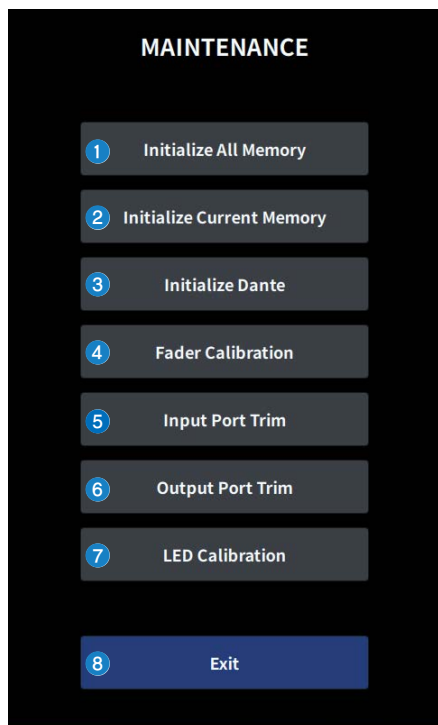 MAINTENANCE
1 Initialize All Memory
2 Initialize Current Memory
3 Initialize Dante
4 Fader Calibration
5 Input Port Trim
6 Output Port Trim
7 LED Calibration
8 Exit